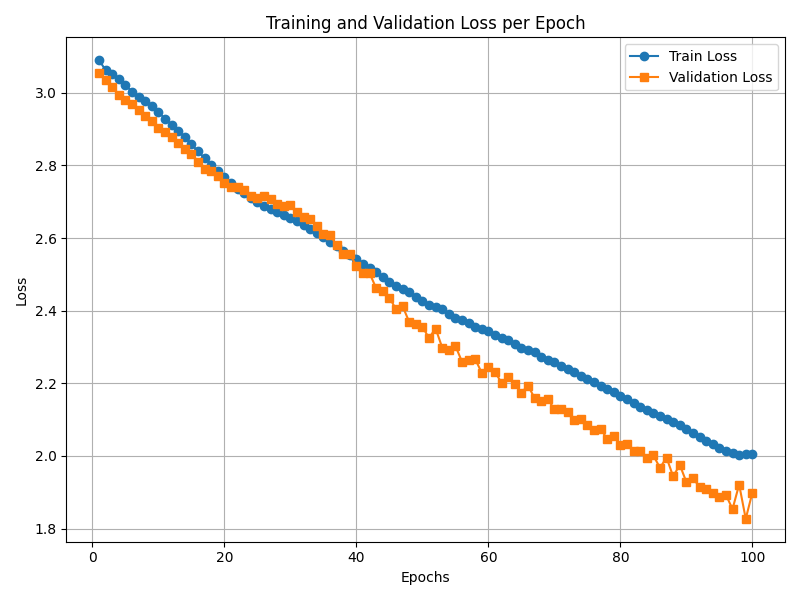 Training and Validation Loss per Epoch
Train Loss
Validation Loss
Loss
3.0
2.8
2.6
2.4
2.2
2.0
1.8
0 20 40 60 80 100
Epochs